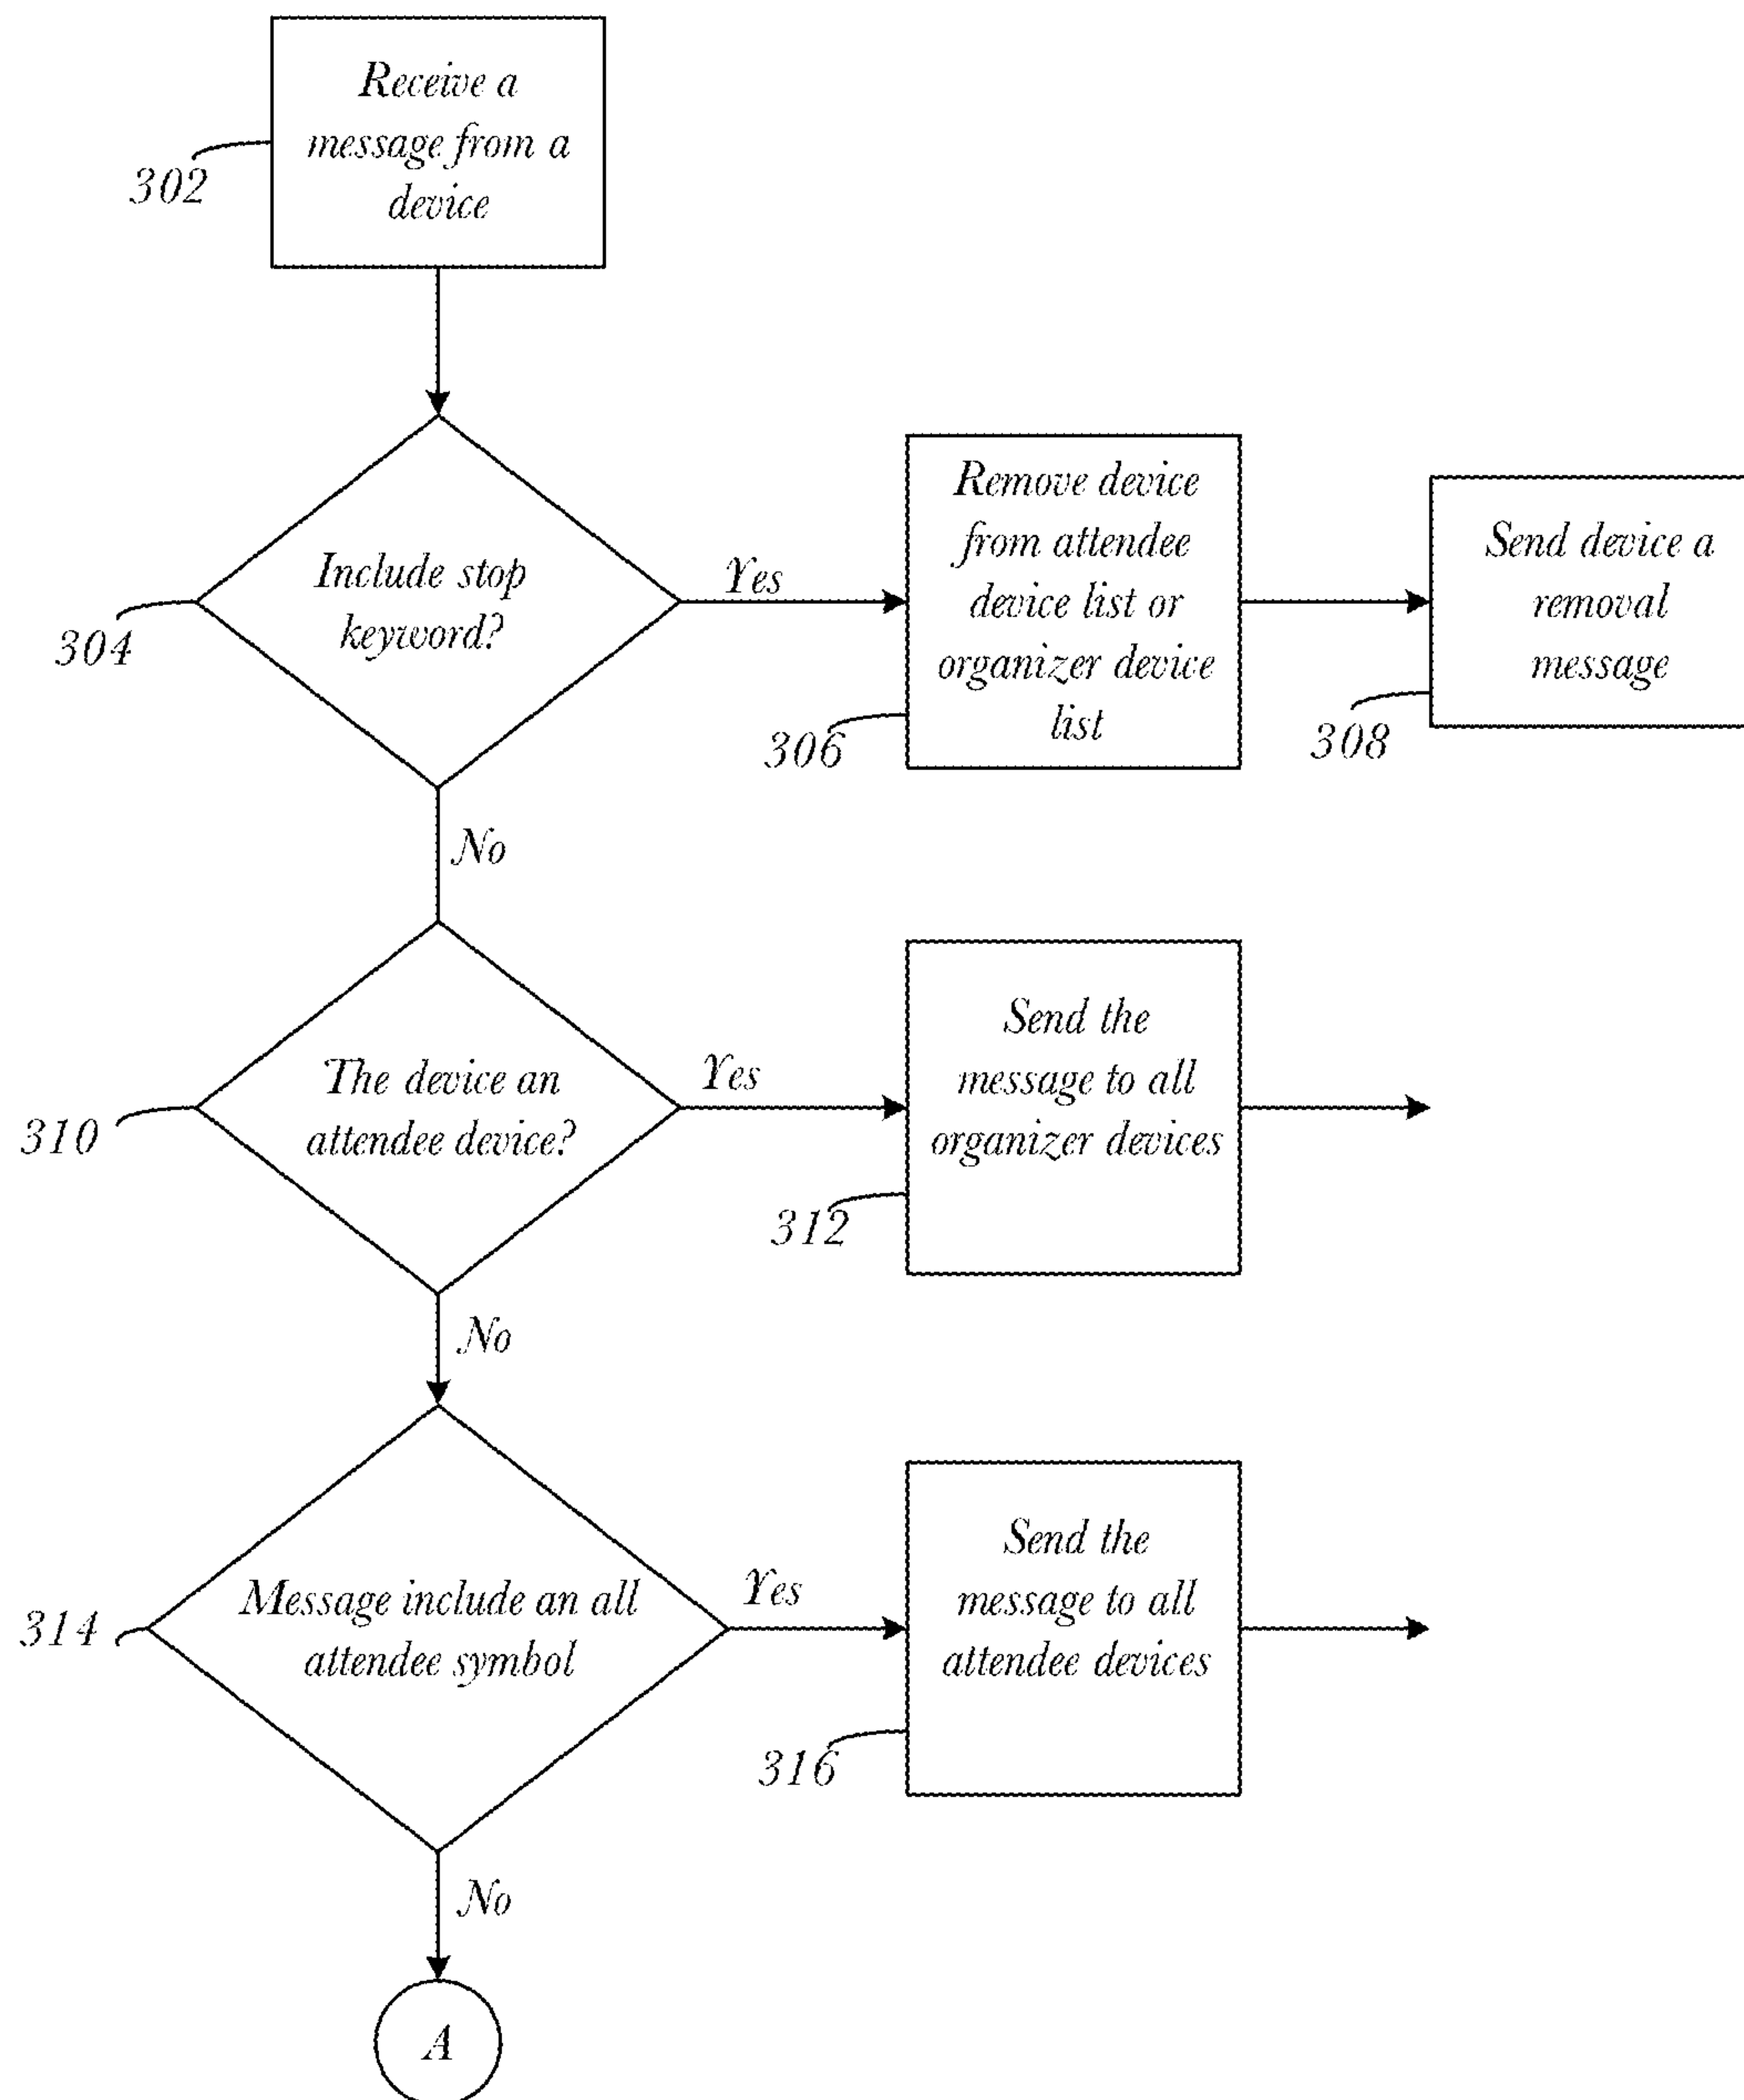 Receive a
message from a
device
302
Include stop
keyword?
304
Yes
Remove device
from attendee
device list or
organizer device
list
306
Send device a
removal
message
308
No
The device an
attendee device?
310
Yes
Send the
message to all
organizer devices
312
No
Message include an all
attendee symbol
314
Yes
Send the
message to all
attendee devices
316
No
A